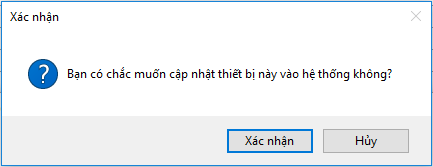 Xác nhận
Bạn có chắc muốn cập nhật thiết bị này vào hệ thống không?
Xác nhận
Hủy